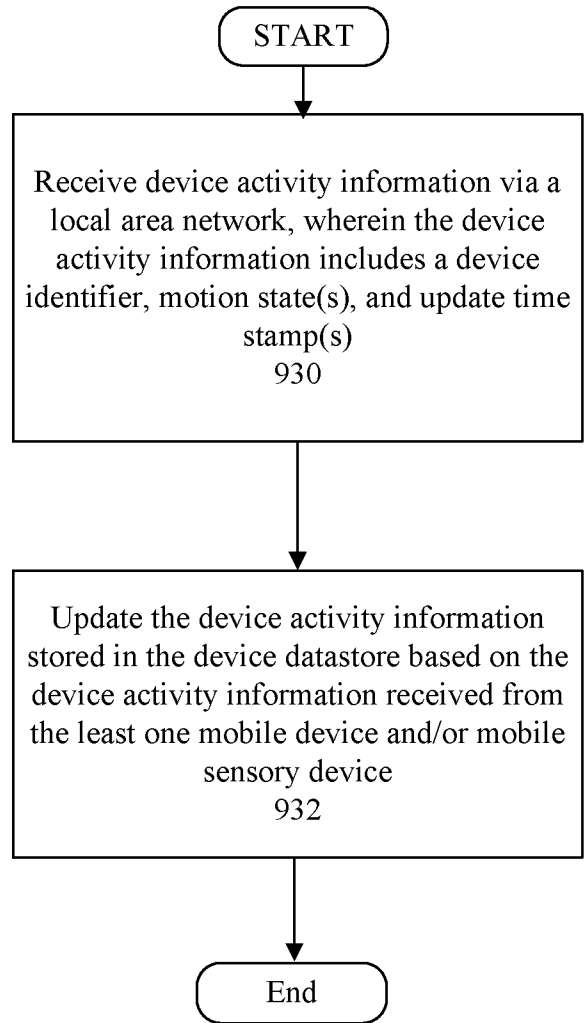 START
Receive device activity information via a
local area network, wherein the device
activity information includes a device
identifier, motion state(s), and update time
stamp(s)
930
Update the device activity information
stored in the device datastore based on the
device activity information received from
the least one mobile device and/or mobile
sensory device
932
End